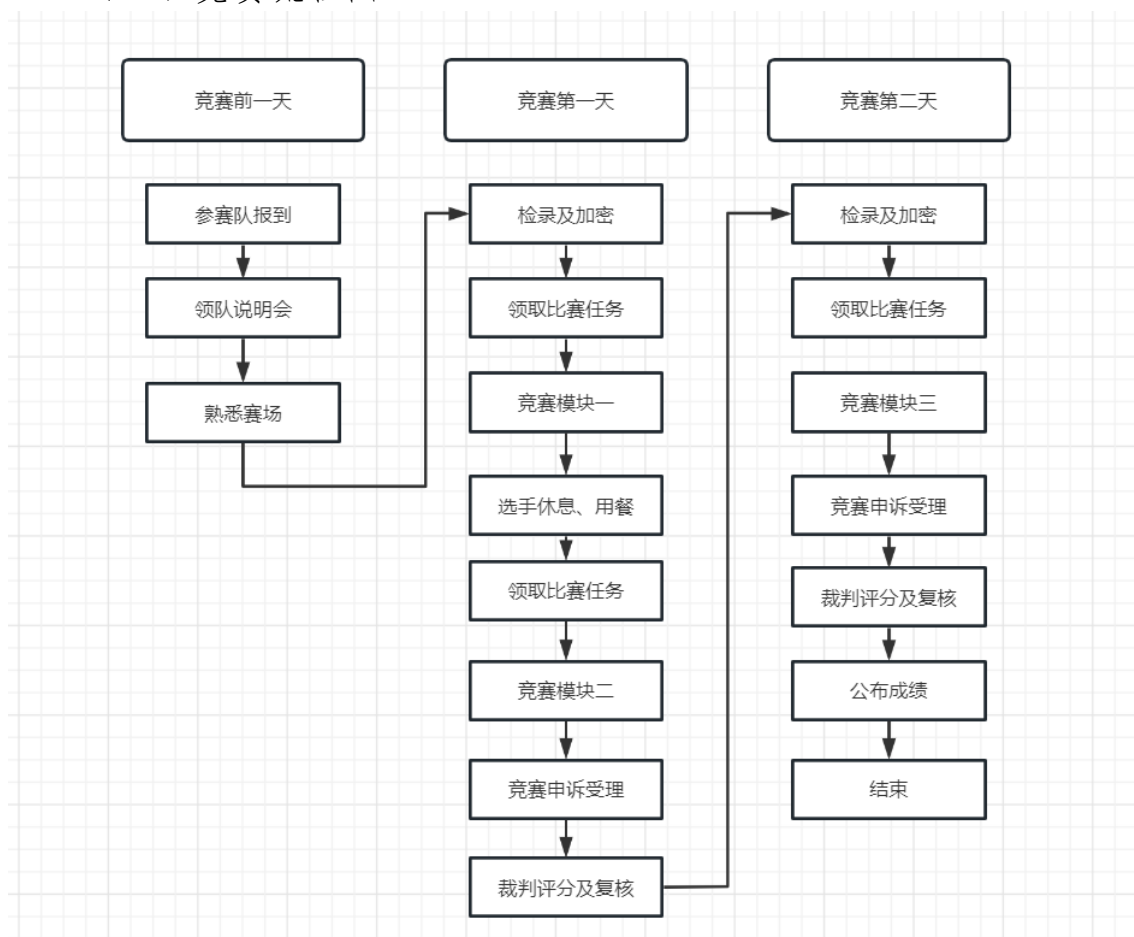 竞赛前一天
竞赛第一天
竞赛第二天
参赛队报到
领队说明会
熟悉赛场
检录及加密
领取比赛任务
竞赛模块一
选手休息、用餐
领取比赛任务
竞赛模块二
竞赛申诉受理
裁判评分及复核
检录及加密
领取比赛任务
竞赛模块三
竞赛申诉受理
裁判评分及复核
公布成绩
结束